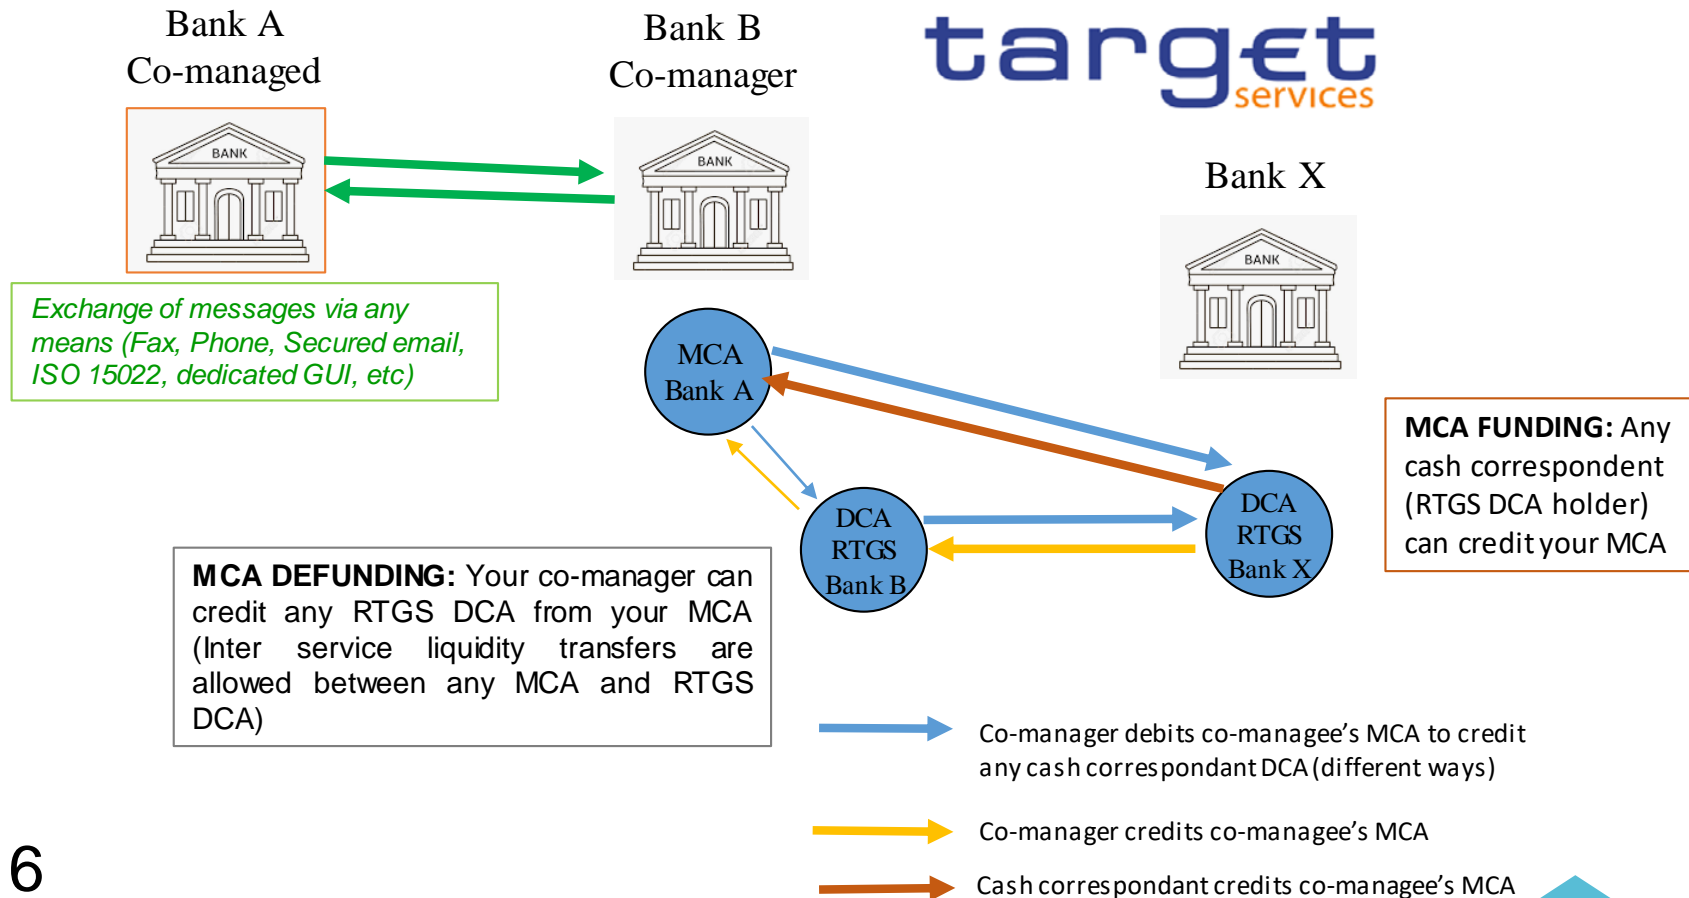 Bank A
Co-managed
Bank B
Co-manager
target
services
BANK
BANK
Bank X
BANK
Exchange of messages via any
means (Fax, Phone, Secured email,
ISO 15022, dedicated GUI, etc)
MCA
Bank A
MCA FUNDING: Any
cash correspondent
(RTGS DCA holder)
can credit your MCA
DCA
RTGS
Bank B
DCA
RTGS
Bank X
MCA DEFUNDING: Your co-manager can
credit any RTGS DCA from your MCA
(Inter service liquidity transfers are
allowed between any MCA and RTGS
DCA)
Co-manager debits co-managee’s MCA to credit
any cash correspondant DCA (different ways)
Co-manager credits co-managee’s MCA
Cash correspondant credits co-managee’s MCA
6